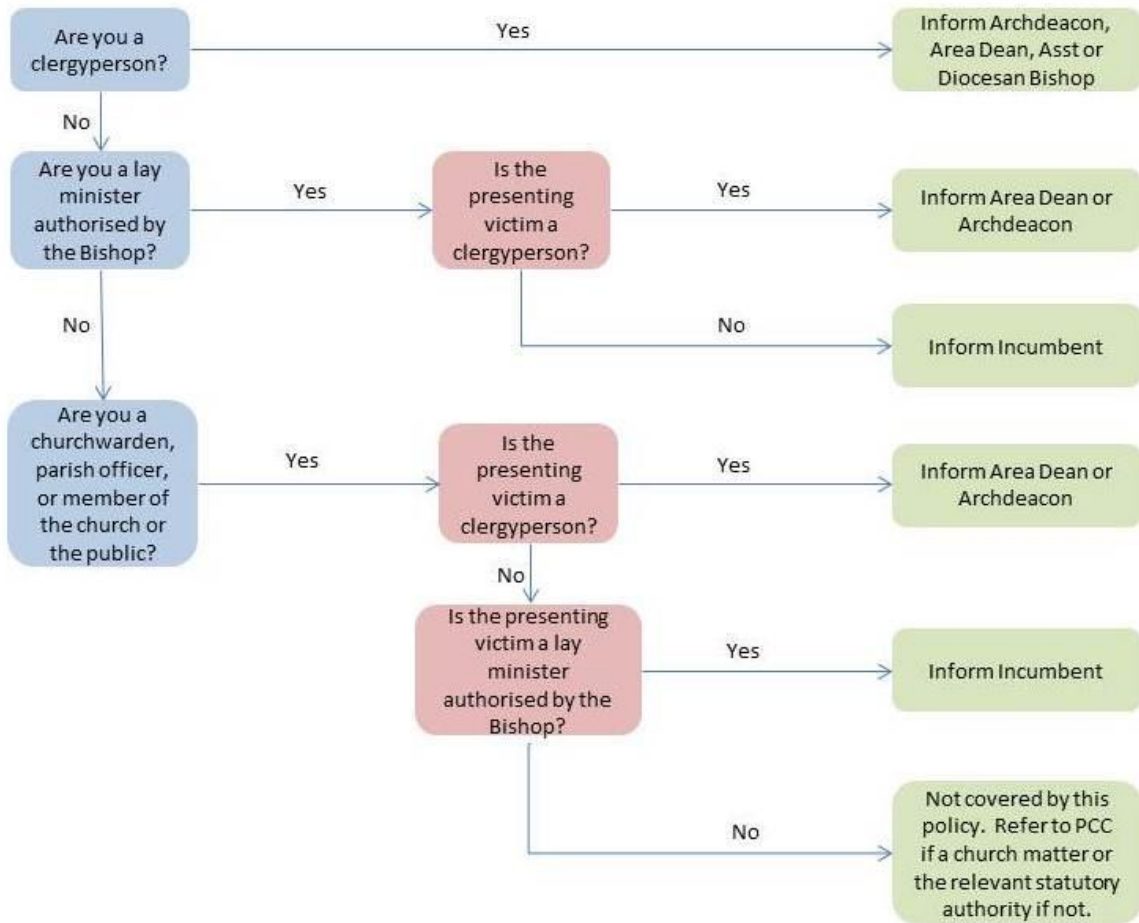 Are you a
clergyperson?
Yes
Inform Archdeacon,
Area Dean, Asst or
Diocesan Bishop
No
Are you a lay
minister
authorised by
the Bishop?
Yes
Is the
presenting
victim a
clergyperson?
Yes
Inform Area Dean or
Archdeacon
No
Inform Incumbent
No
Are you a
churchwarden,
parish officer,
or member of
the church or
the public?
Yes
Is the
presenting
victim a
clergyperson?
Yes
Inform Area Dean or
Archdeacon
No
Is the presenting
victim a lay
minister
authorised by the
Bishop?
Yes
Inform Incumbent
No
Not covered by this
policy. Refer to PCC
if a church matter or
the relevant statutory
authority if not.